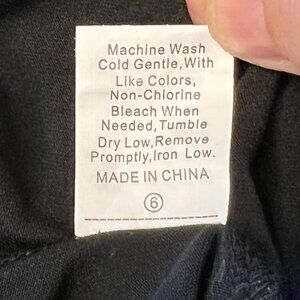 Machine Wash
Cold Gentle,With
Like Colors,
Non-Chlorine
Bleach When
Needed,Tumble
Dry Low,Remove
Promptly,Iron Low.
MADE IN CHINA
⑥